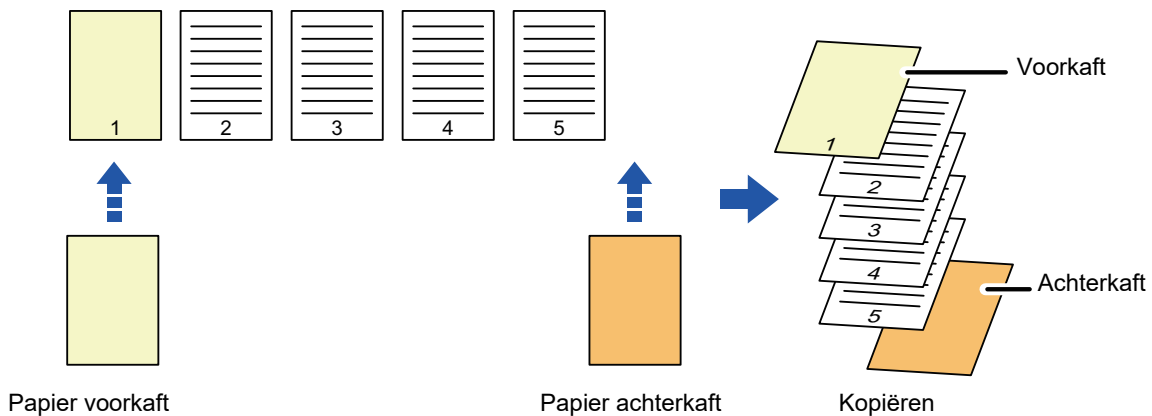 1 2 3 4 5
Papier voorkaft
Papier achterkaft
Voorkaft
1
2
3
4
5
Achterkaft
Kopiëren